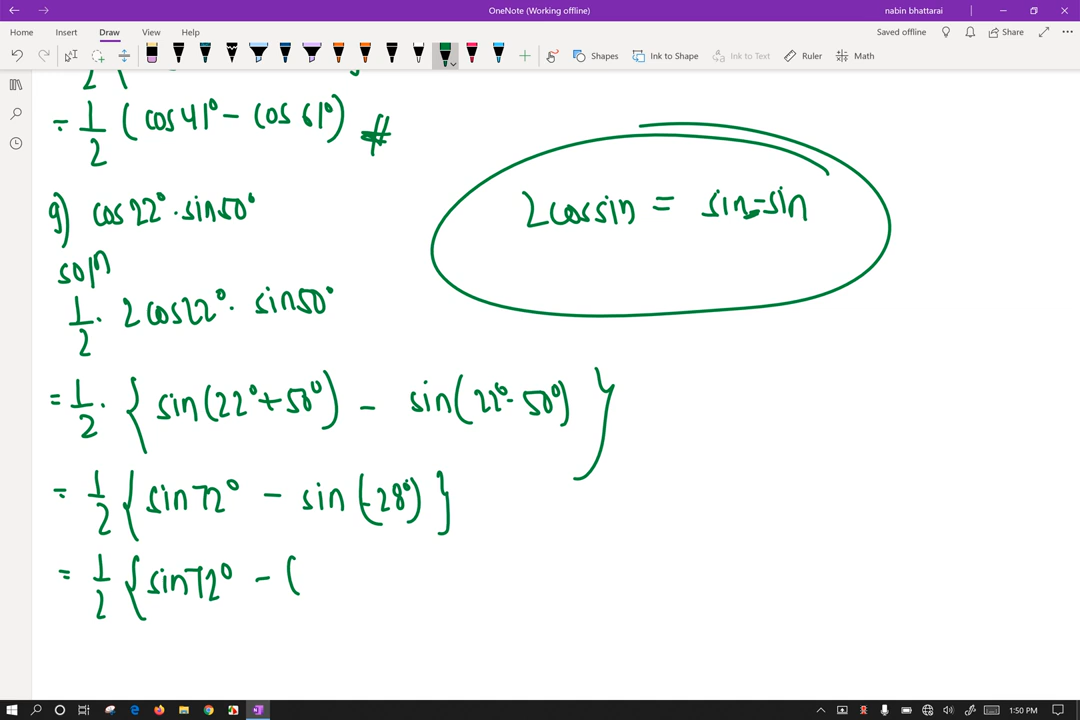 OneNote (Working offline)
nabin bhattarai
Home Insert Draw View Help
Saved offline
Share
Shapes
Ink to Shape
Ink to Text
Ruler
Math
= 1/2 (cos 41° - cos 61°) #
g) cos 22° · sin 50°
sol^n
1/2 · 2 cos 22° · sin 50°
2 cos sin = sin - sin
= 1/2 · { sin (22° + 50°) - sin (22° - 50°) }
= 1/2 { sin 72° - sin (-28°) }
= 1/2 { sin 72° - (
1:50 PM